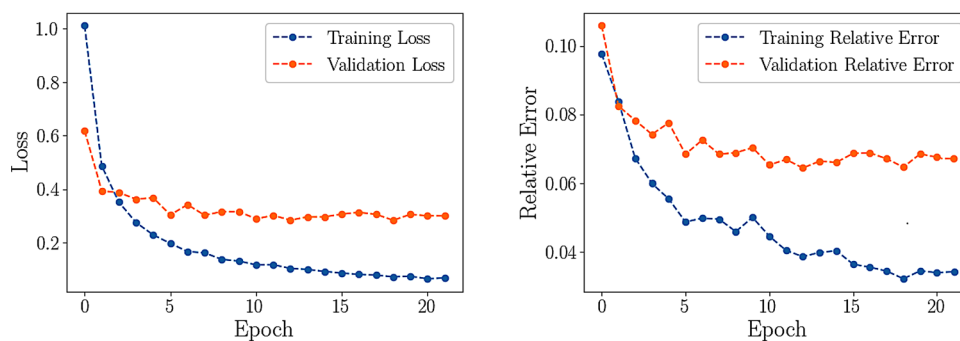 1.0
0.8
0.6
0.4
0.2
Loss
Training Loss
Validation Loss
0
5
10
15
20
Epoch
0.10
0.08
0.06
0.04
Relative Error
Training Relative Error
Validation Relative Error
0
5
10
15
20
Epoch